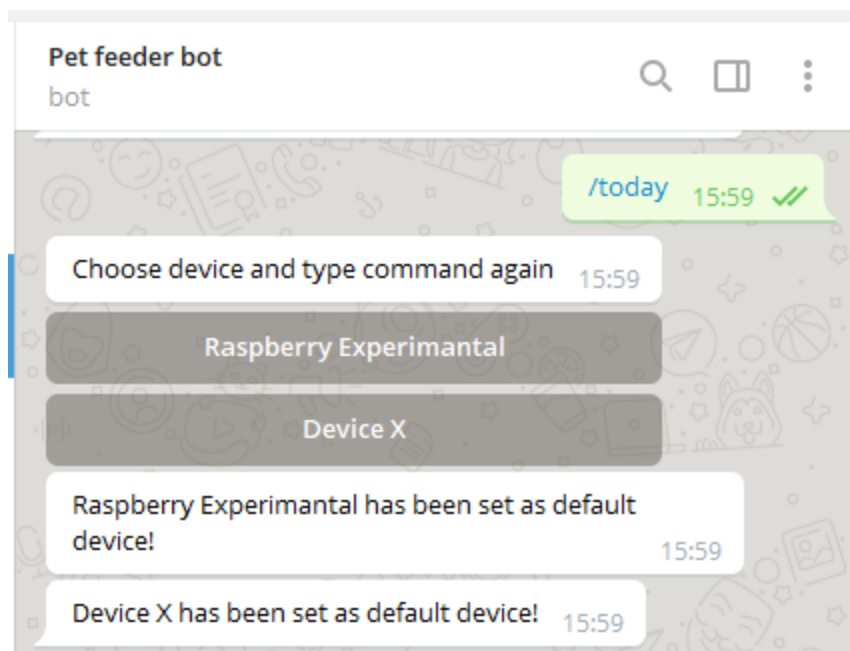 Pet feeder bot
bot
/today 15:59
Choose device and type command again 15:59
Raspberry Experimantal
Device X
Raspberry Experimantal has been set as default
device! 15:59
Device X has been set as default device! 15:59